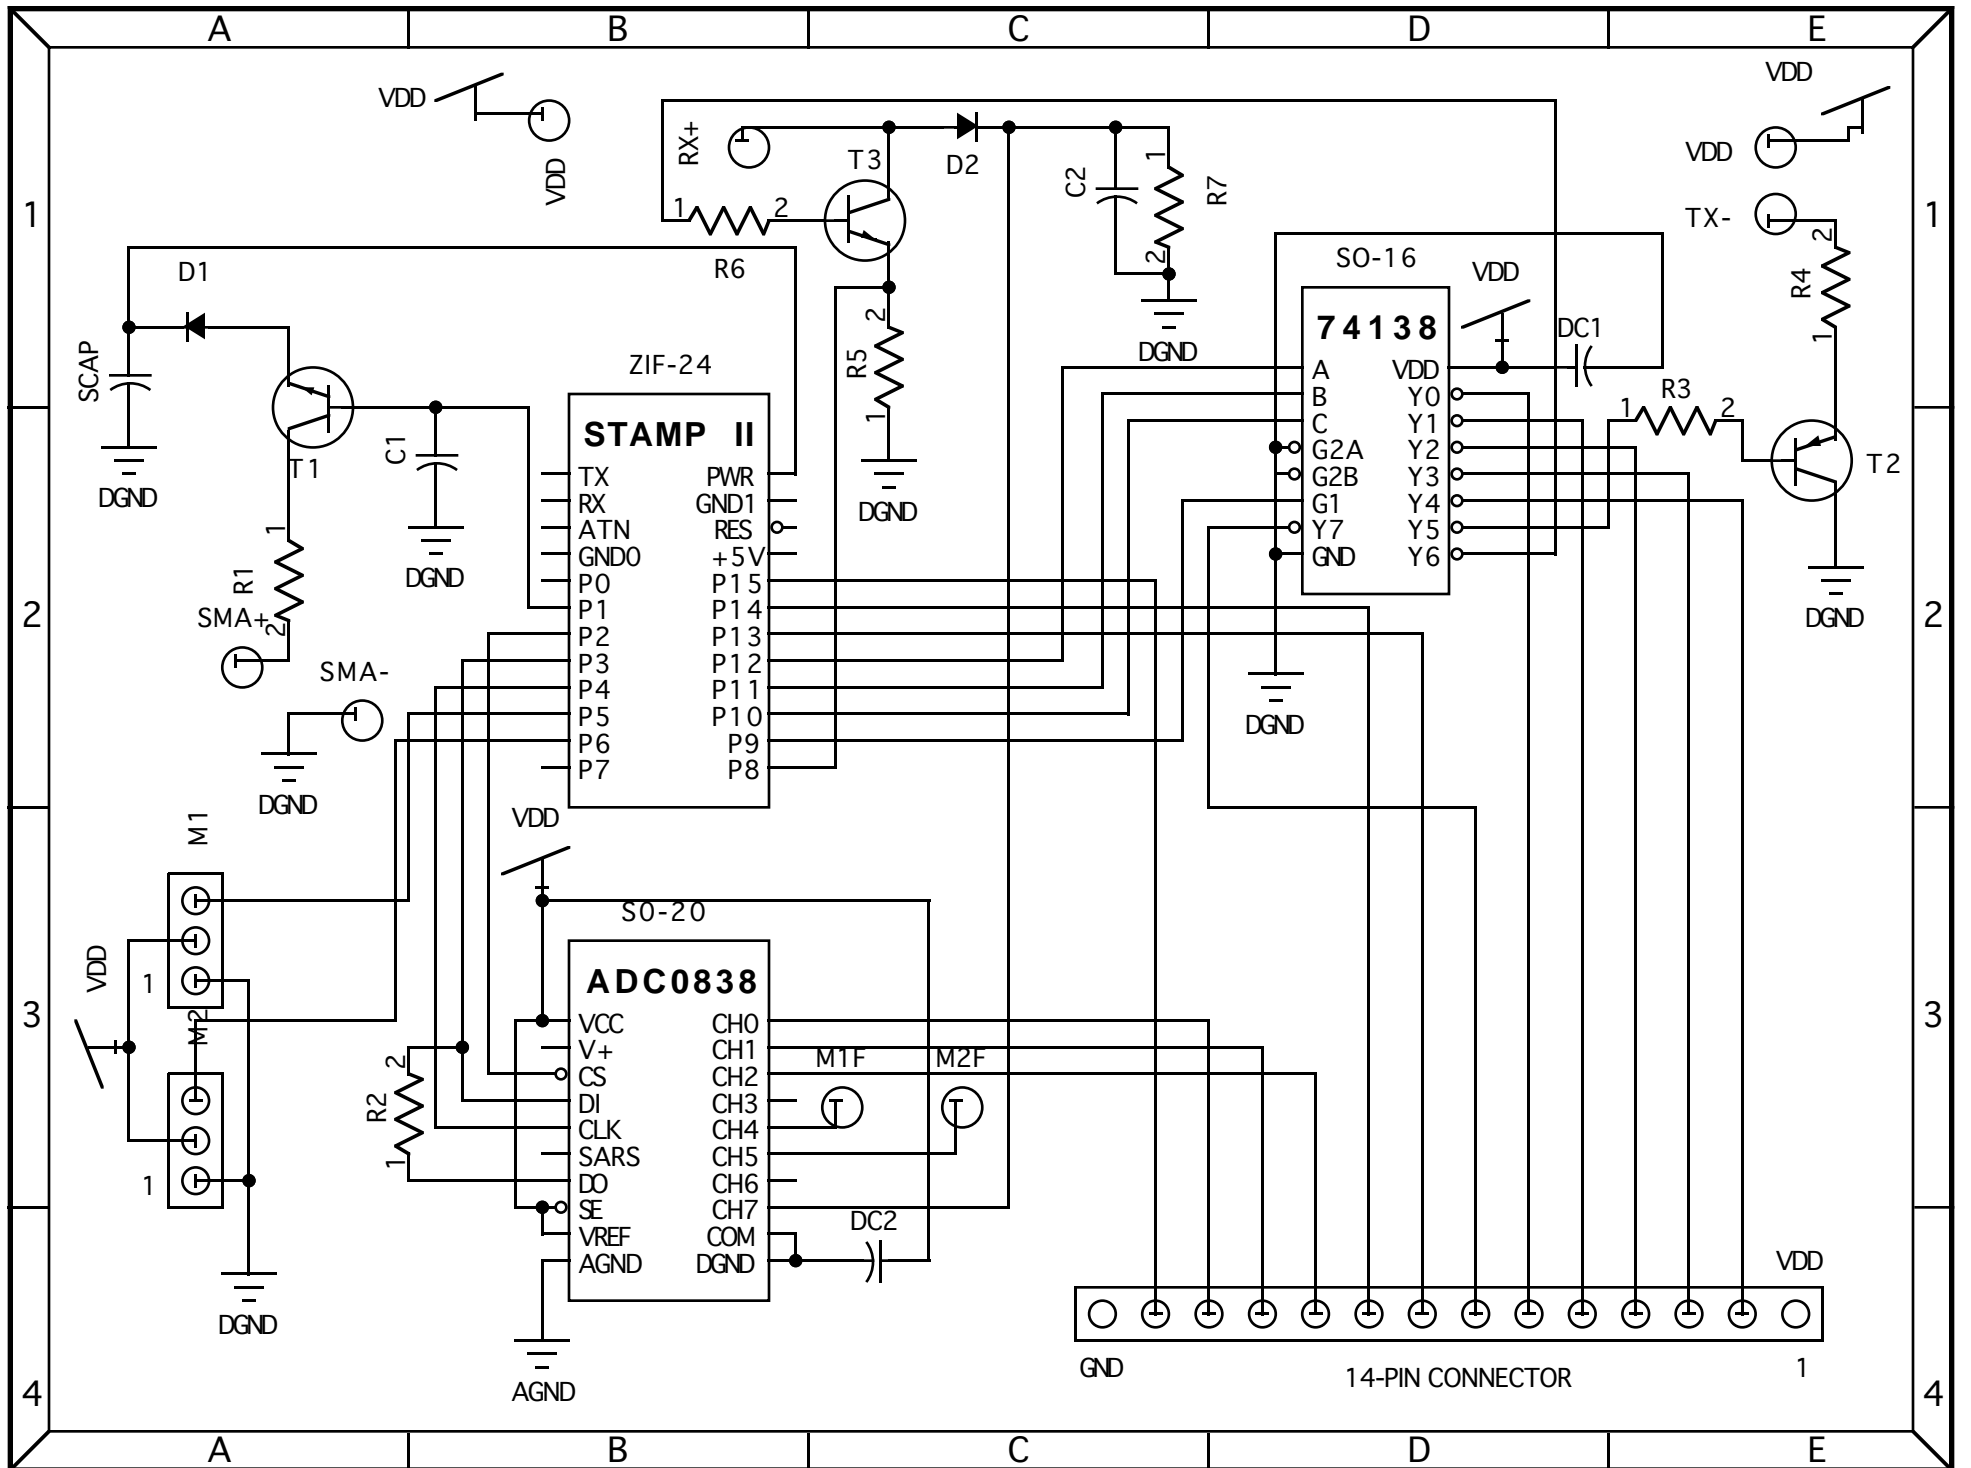 A B C D E
VDD
VDD
RX+
T3
D2
C2
1
R7
2
VDD
VDD
TX-
2
R4
1
1
1
1 2
R6
D1
SCAP
DGND
T1
C1
DGND
R1
1
2
SMA+
SMA-
DGND
2
R5
1
DGND
DGND
ZIF-24
STAMP II
TX PWR
RX GND1
ATN RES
GND0 +5V
P0 P15
P1 P14
P2 P13
P3 P12
P4 P11
P5 P10
P6 P9
P7 P8
SO-16
VDD
74138
DC1
A VDD
B Y0
C Y1
G2A Y2
G2B Y3
G1 Y4
Y7 Y5
GND Y6
DGND
R3
1 2
T2
DGND
2
2
M1
VDD
1
M2
1
DGND
3
3
VDD
S0-20
ADC0838
VCC CH0
V+ CH1
CS CH2
DI CH3
CLK CH4
SARS CH5
DO CH6
SE CH7
VREF COM
AGND DGND
2
R2
1
M1F M2F
DC2
AGND
VDD
GND
14-PIN CONNECTOR
1
4
4
A B C D E